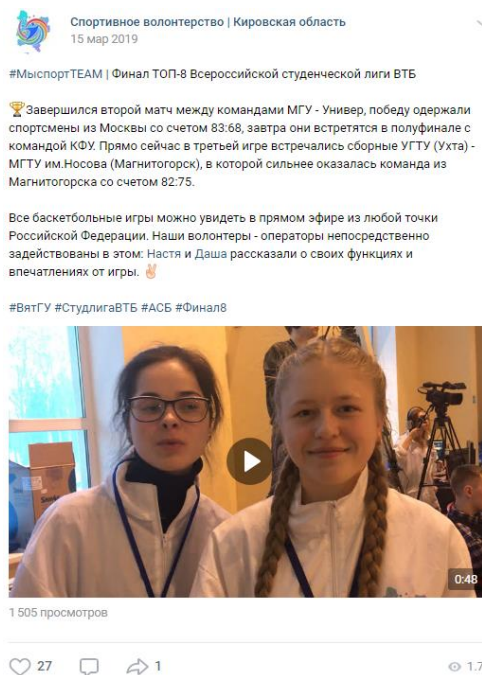 Спортивное волонтерство | Кировская область
15 мар 2019
#МыспортTEAM | Финал ТОП-8 Всероссийской студенческой лиги ВТБ
🏆Завершился второй матч между командами МГУ - Универ, победу одержали
спортсмены из Москвы со счетом 83:68, завтра они встретятся в полуфинале с
командой КФУ. Прямо сейчас в третьей игре встречались сборные УГТУ (Ухта) -
МГТУ им.Носова (Магнитогорск), в которой сильнее оказалась команда из
Магнитогорска со счетом 82:75.
Все баскетбольные игры можно увидеть в прямом эфире из любой точки
Российской Федерации. Наши волонтеры - операторы непосредственно
задействованы в этом: Настя и Даша рассказали о своих функциях и
впечатлениях от игры. ✌🏻
#ВятГУ #СтудлигаВТБ #АСБ #Финал8
0:48
1 505 просмотров
27
1
1.7